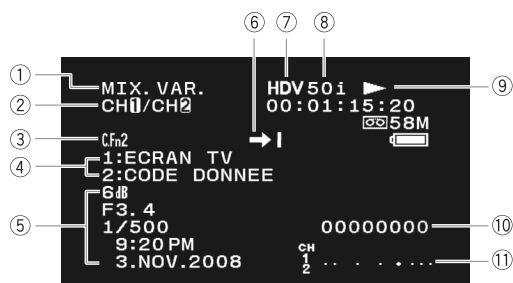 ⑥ ⑦ ⑧
① MIX. VAR. HDV 50i ⑨
② CH1/CH2 00:01:15:20
58M
③ C.Fn2
④ 1:ECRAN TV
2:CODE DONNEE
⑤ 6dB
F3.4
1/500 00000000 ⑩
9:20 PM
3.NOV.2008
CH
1
2 ⑪